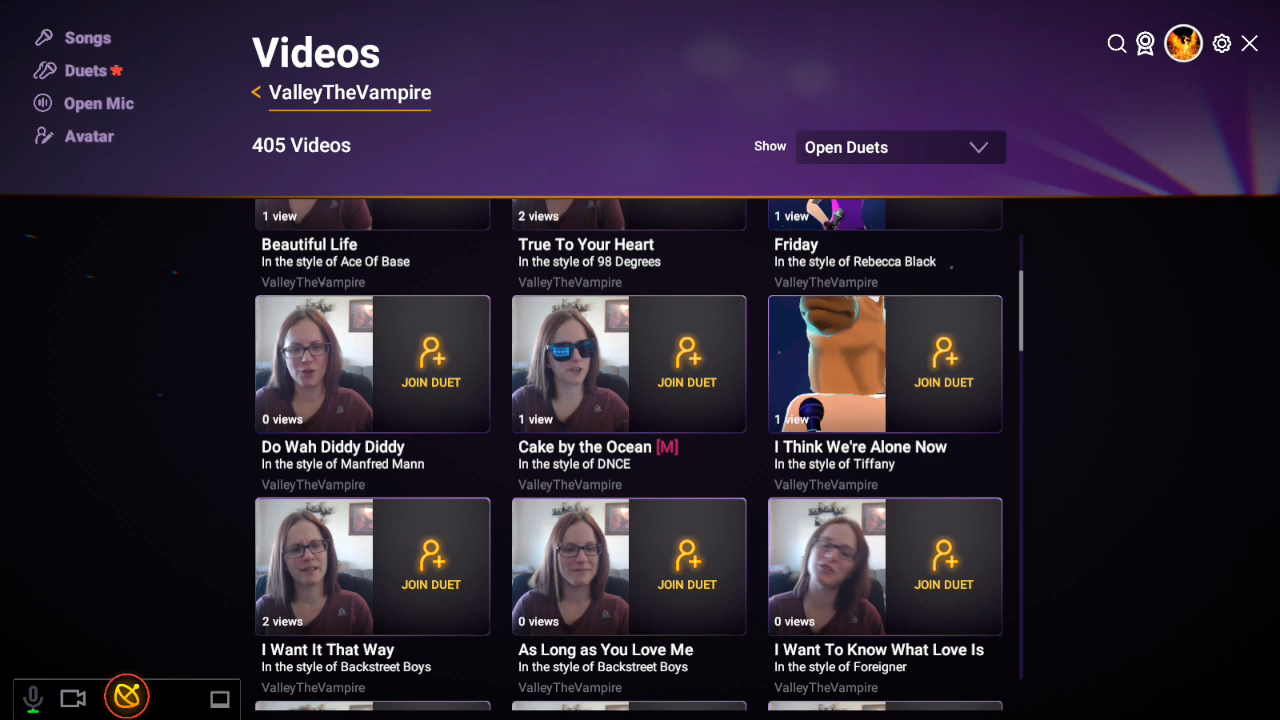 Songs
Duets *
Open Mic
Avatar
Videos
< ValleyTheVampire
405 Videos
Show
Open Duets
1 view
2 views
1 view
Beautiful Life
True To Your Heart
Friday
In the style of Ace Of Base
In the style of 98 Degrees
In the style of Rebecca Black
ValleyTheVampire
ValleyTheVampire
ValleyTheVampire
JOIN DUET
JOIN DUET
JOIN DUET
0 views
1 view
1 view
Do Wah Diddy Diddy
Cake by the Ocean [M]
I Think We're Alone Now
In the style of Manfred Mann
In the style of DNCE
In the style of Tiffany
ValleyTheVampire
ValleyTheVampire
ValleyTheVampire
JOIN DUET
JOIN DUET
JOIN DUET
2 views
0 views
0 views
I Want It That Way
As Long as You Love Me
I Want To Know What Love Is
In the style of Backstreet Boys
In the style of Backstreet Boys
In the style of Foreigner
ValleyTheVampire
ValleyTheVampire
ValleyTheVampire